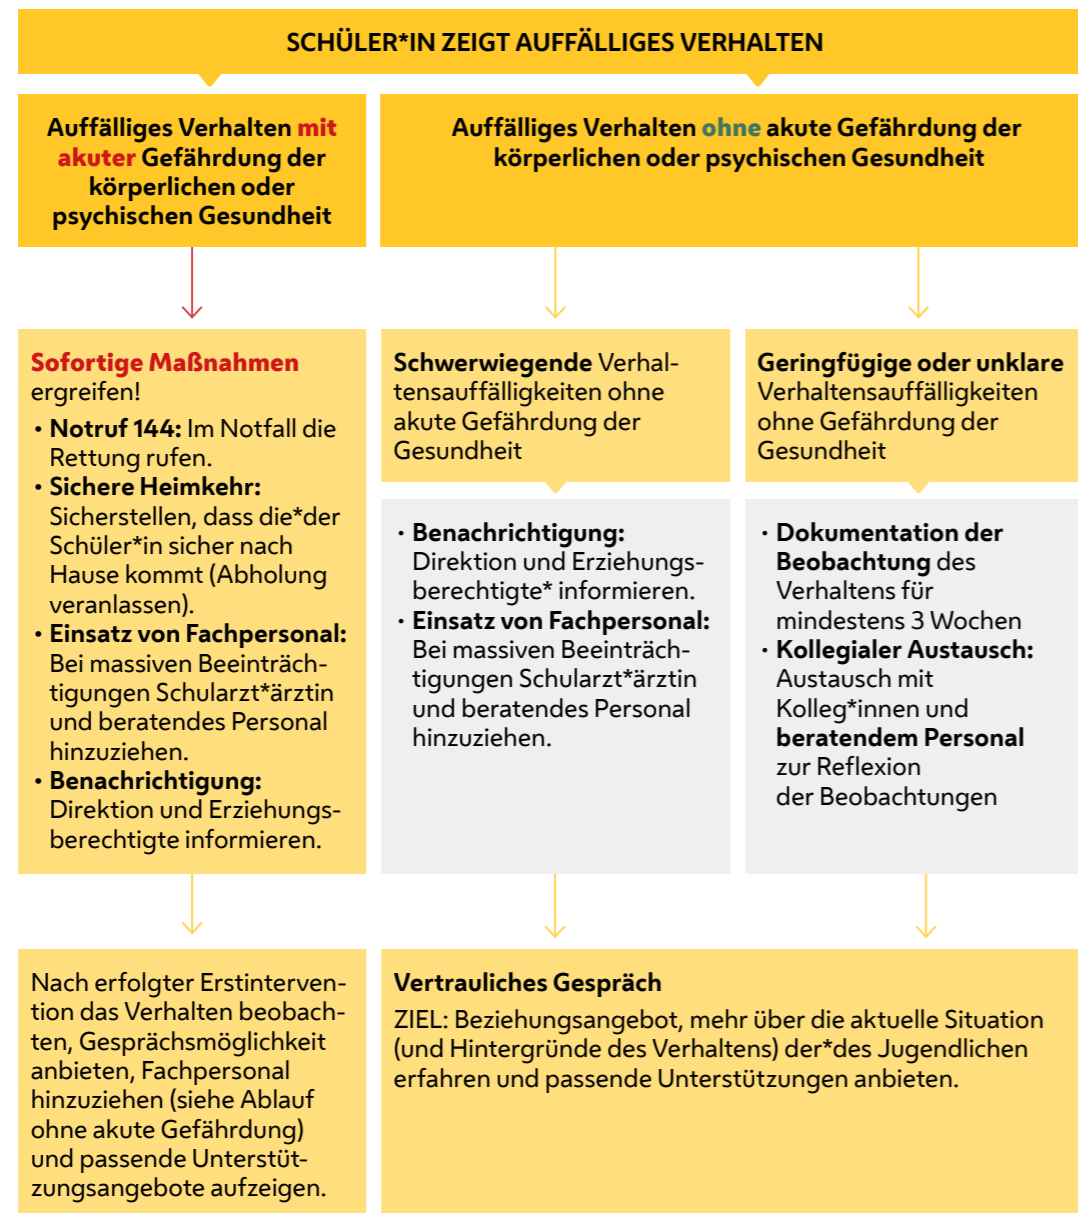 SCHÜLER*IN ZEIGT AUFFÄLLIGES VERHALTEN
Auffälliges Verhalten mit
akuter Gefährdung der
körperlichen oder
psychischen Gesundheit
Auffälliges Verhalten ohne akute Gefährdung der
körperlichen oder psychischen Gesundheit
Sofortige Maßnahmen
ergreifen!
• Notruf 144: Im Notfall die
Rettung rufen.
• Sichere Heimkehr:
Sicherstellen, dass die*der
Schüler*in sicher nach
Hause kommt (Abholung
veranlassen).
• Einsatz von Fachpersonal:
Bei massiven Beeinträch-
tigungen Schularzt*ärztin
und beratendes Personal
hinzuziehen.
• Benachrichtigung:
Direktion und Erziehungs-
berechtigte informieren.
Schwerwiegende Verhal-
tensauffälligkeiten ohne
akute Gefährdung der
Gesundheit
• Benachrichtigung:
Direktion und Erziehungs-
berechtigte* informieren.
• Einsatz von Fachpersonal:
Bei massiven Beeinträch-
tigungen Schularzt*ärztin
und beratendes Personal
hinzuziehen.
Geringfügige oder unklare
Verhaltensauffälligkeiten
ohne Gefährdung der
Gesundheit
• Dokumentation der
Beobachtung des
Verhaltens für
mindestens 3 Wochen
• Kollegialer Austausch:
Austausch mit
Kolleg*innen und
beratendem Personal
zur Reflexion
der Beobachtungen
Nach erfolgter Erstinterven-
tion das Verhalten beobach-
ten, Gesprächsmöglichkeit
anbieten, Fachpersonal
hinzuziehen (siehe Ablauf
ohne akute Gefährdung)
und passende Unterstüt-
zungsangebote aufzeigen.
Vertrauliches Gespräch
ZIEL: Beziehungsangebot, mehr über die aktuelle Situation
(und Hintergründe des Verhaltens) der*des Jugendlichen
erfahren und passende Unterstützungen anbieten.